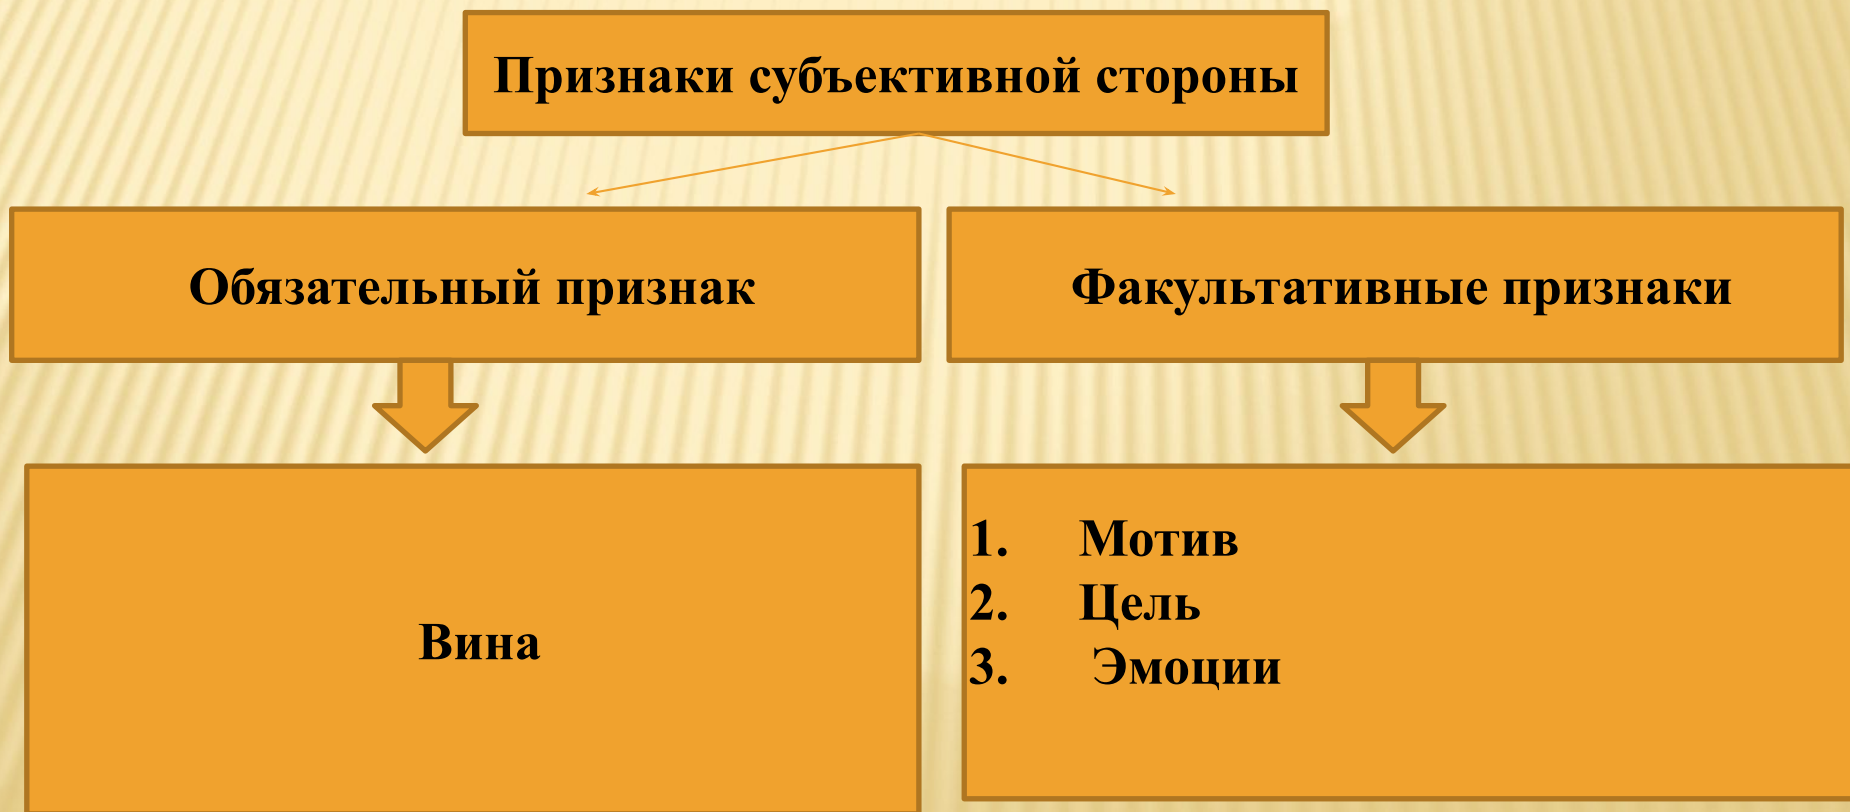 Признаки субъективной стороны
Обязательный признак
Факультативные признаки
Вина
1. Мотив
2. Цель
3. Эмоции